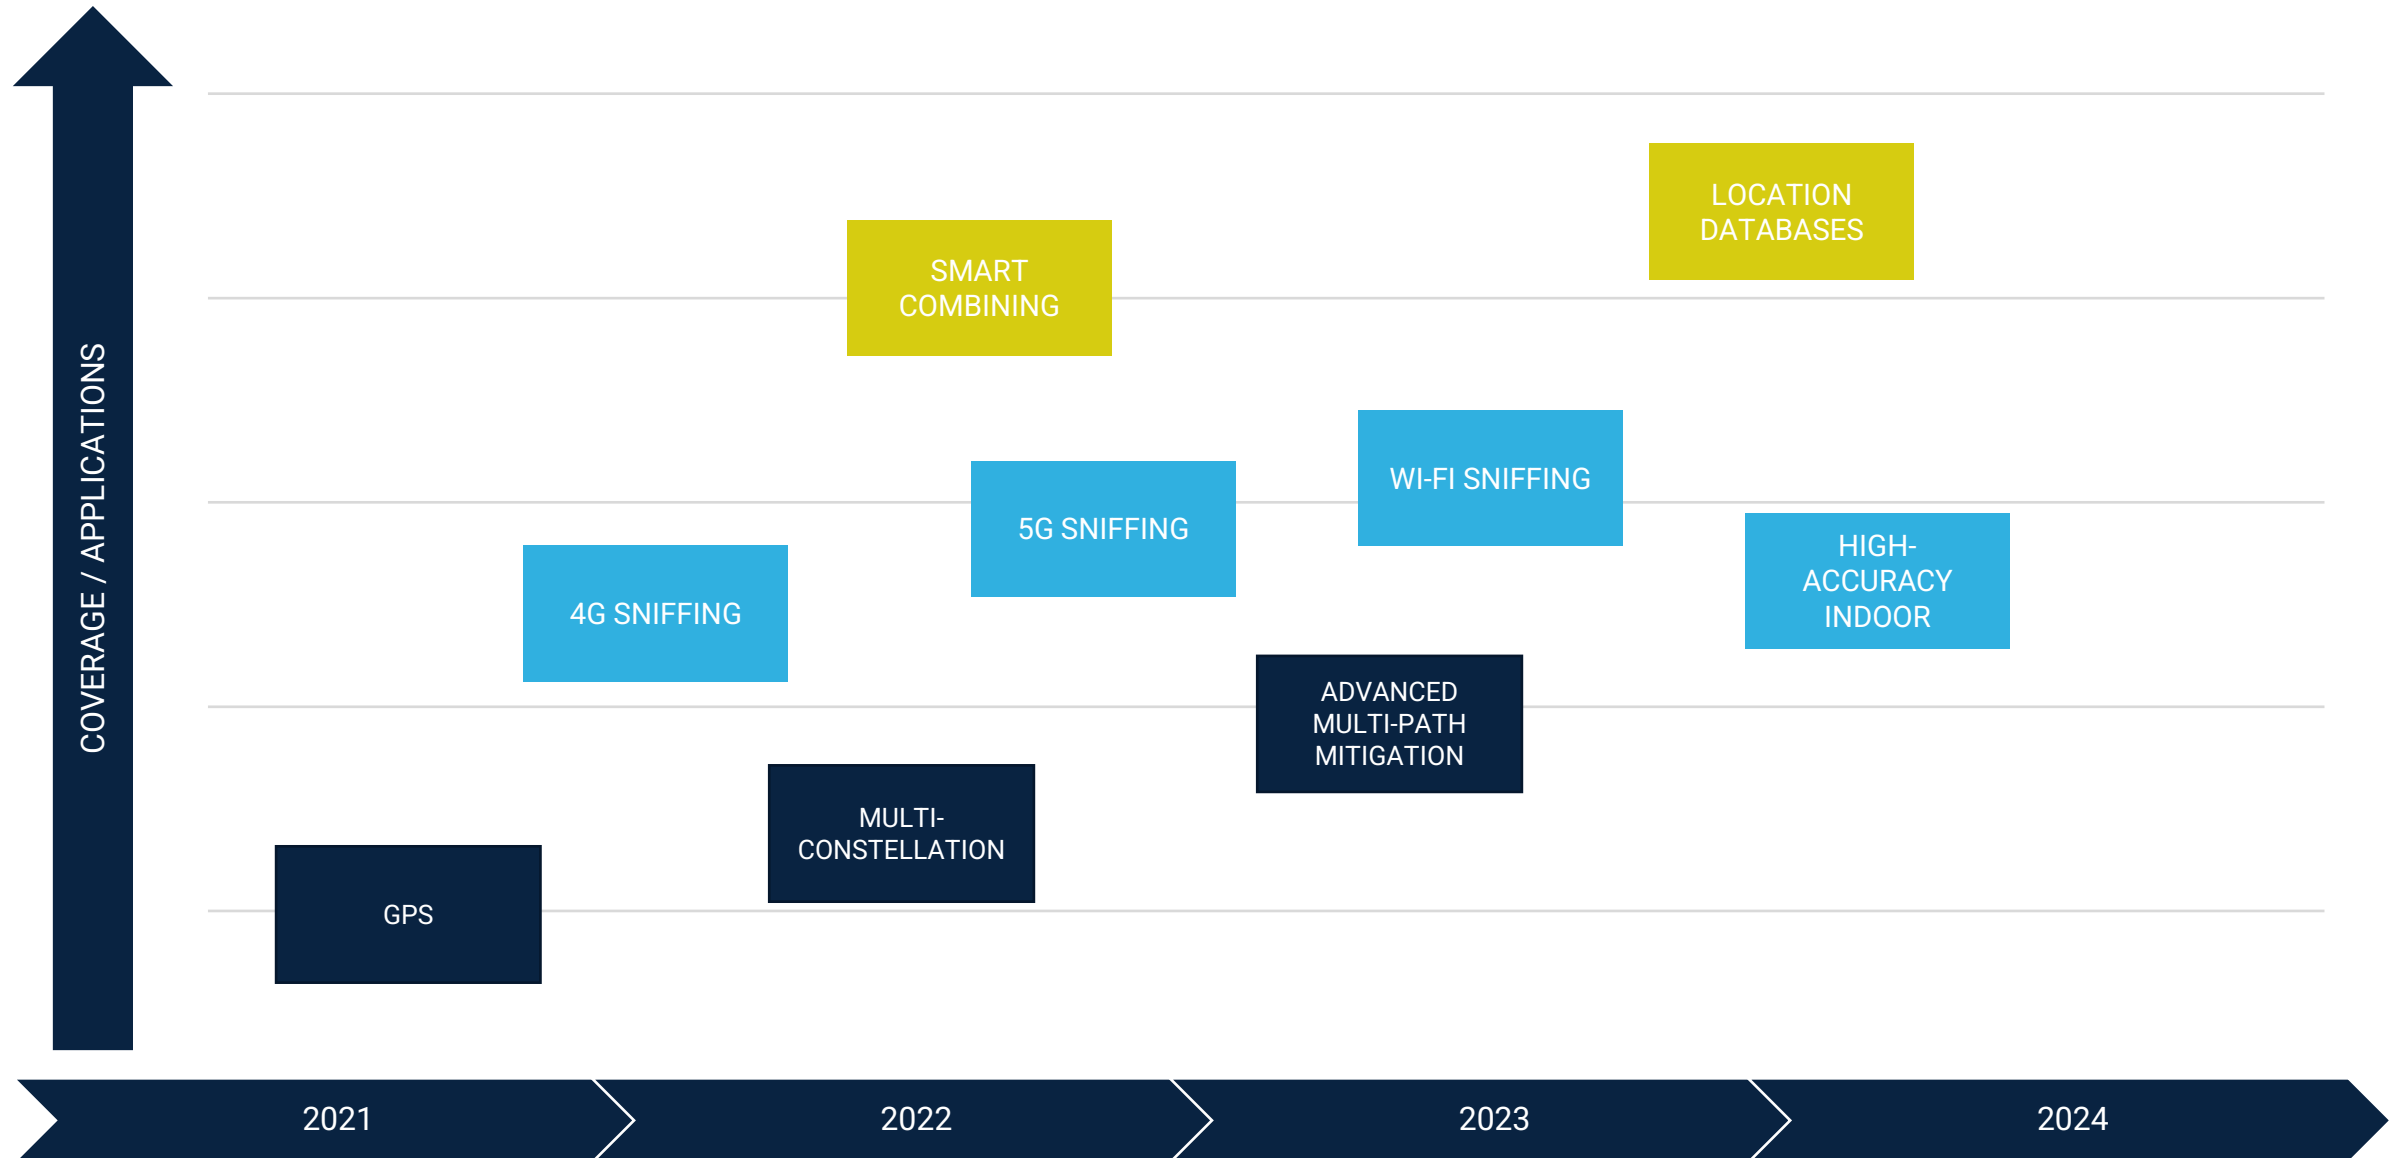 LOCATION
DATABASES
SMART
COMBINING
WI-FI SNIFFING
5G SNIFFING
HIGH-
ACCURACY
INDOOR
4G SNIFFING
ADVANCED
MULTI-PATH
MITIGATION
MULTI-
CONSTELLATION
GPS
COVERAGE / APPLICATIONS
2021
2022
2023
2024